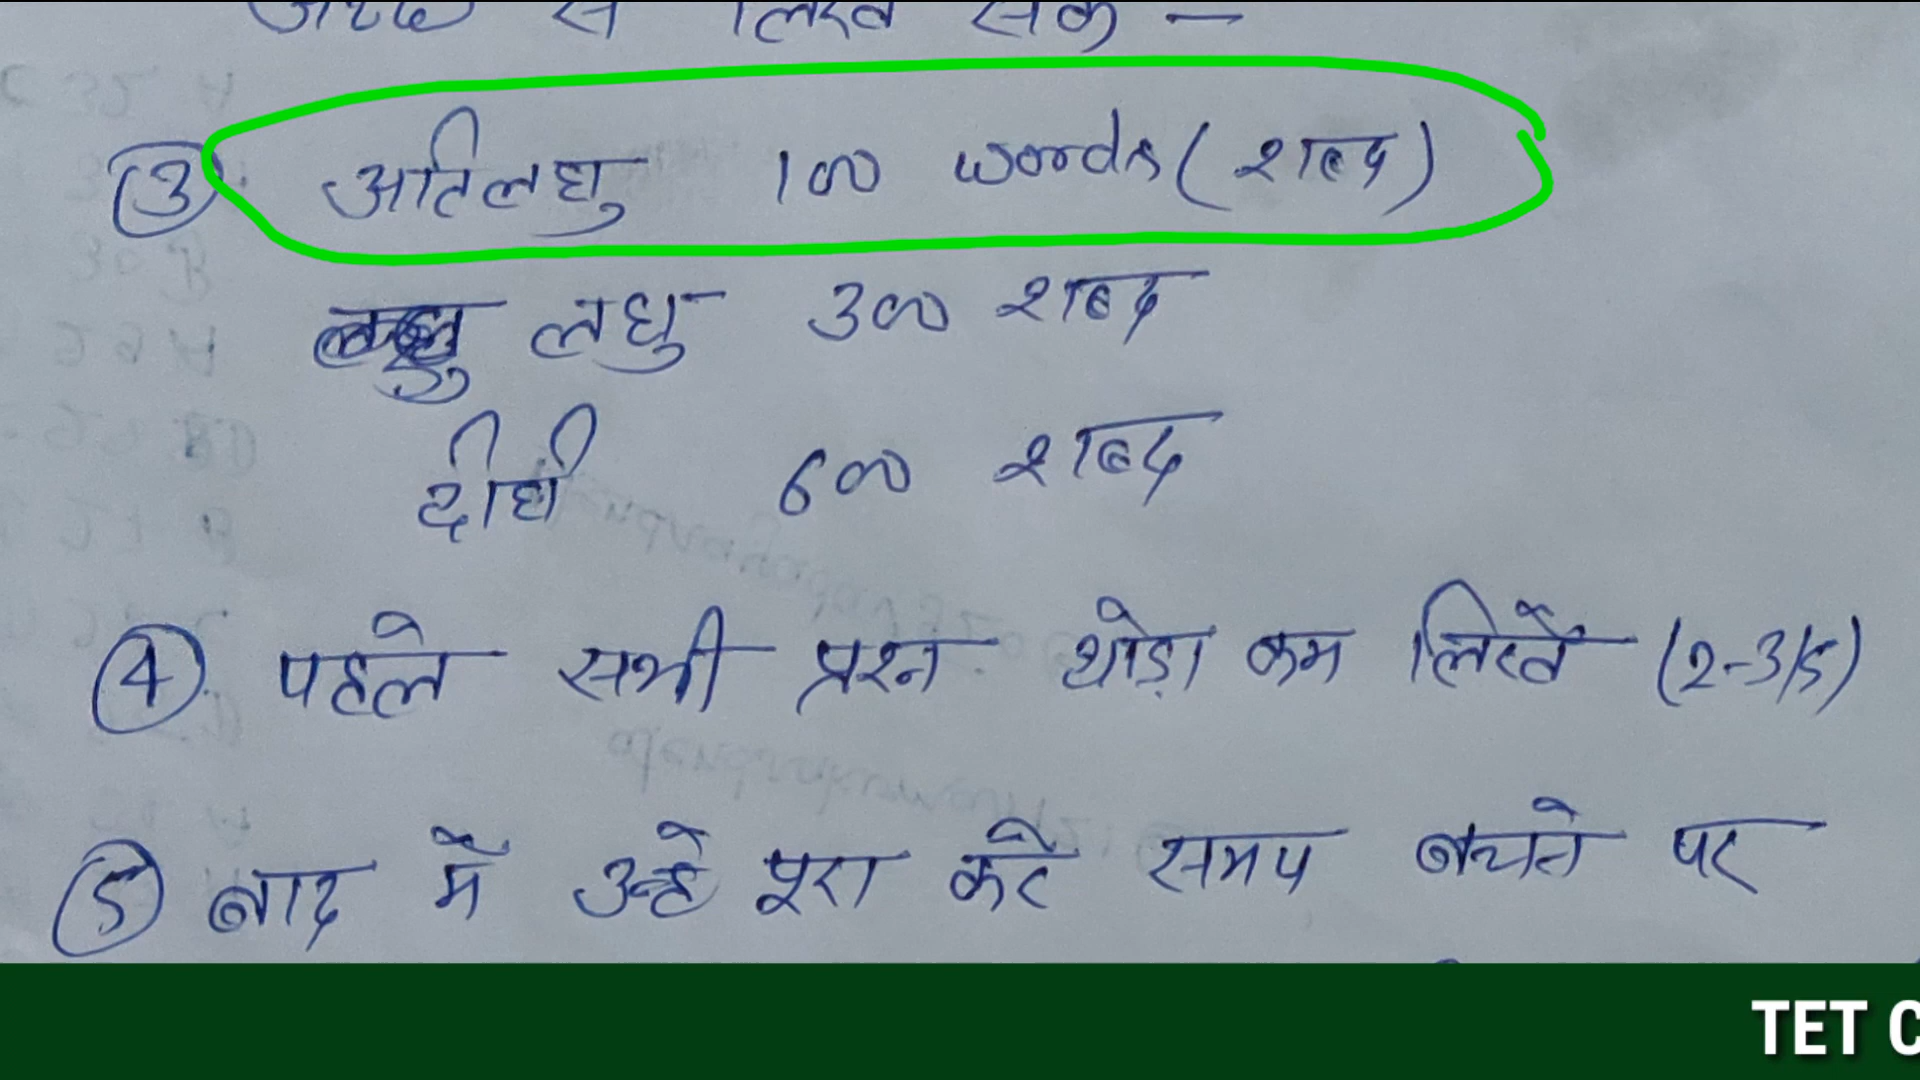 से लिख सके —
③ अतिलघु 100 words (शब्द)
लघु 300 शब्द
दीर्घ 600 शब्द
④ पहले सभी प्रश्न थोड़ा कम लिखें (2-3/5)
⑤ बाद में उन्हे पूरा करें समय बचने पर
TET C